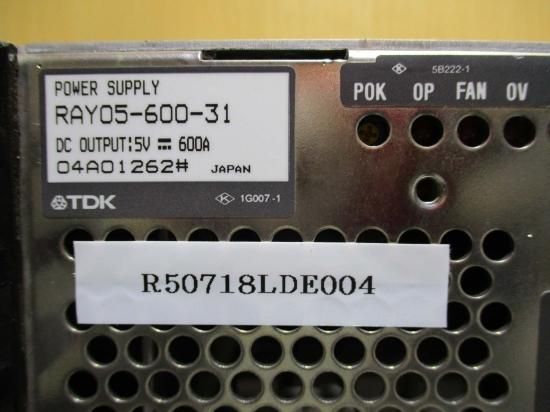 POWER SUPPLY
RAY05-600-31
DC OUTPUT:5V ⎓ 600A
04A01262# JAPAN
TDK
K 1G007-1
K 5B222-1
POK OP FAN OV
R50718LDE004